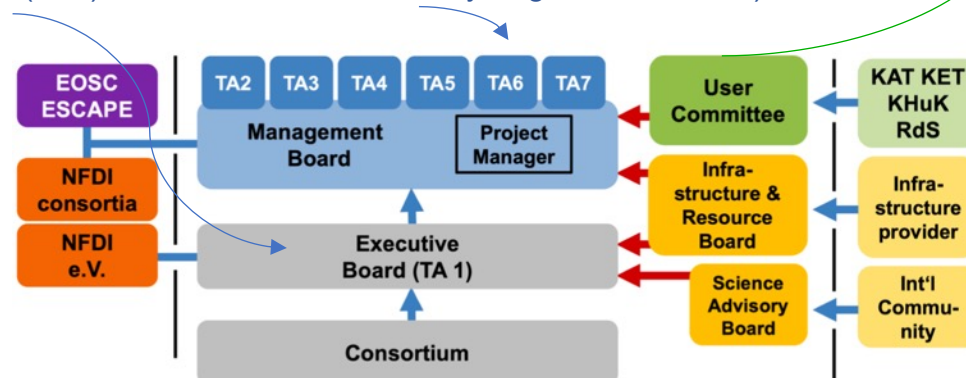 EOSC
ESCAPE
NFDI
consortia
NFDI
e.V.
TA2
TA3
TA4
TA5
TA6
TA7
Management
Board
Project
Manager
Executive
Board (TA 1)
Consortium
User
Committee
Infra-
structure &
Resource
Board
Science
Advisory
Board
KAT KET
KHuK
RdS
Infra-
structure
provider
Int'l
Commu-
nity